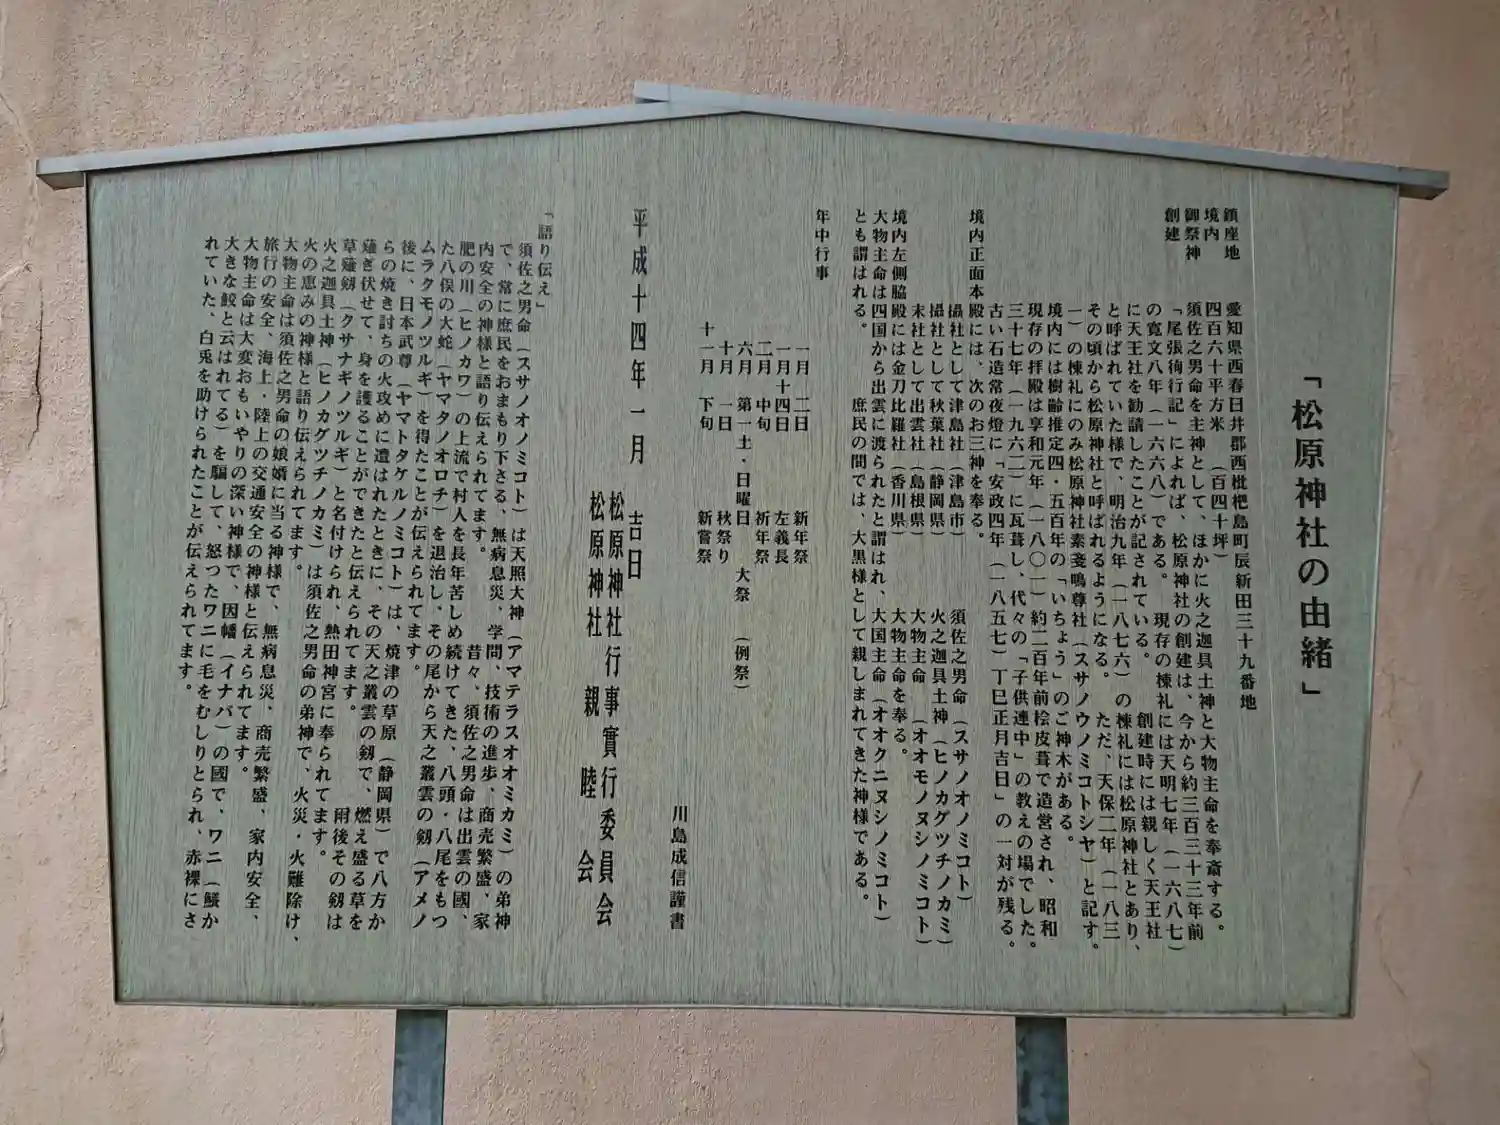 「松原神社の由緒」
鎮座地 愛知県西春日井郡西枇杷島町辰新田三十九番地
境内 四百六十平方米 (百四十坪)
御祭神 須佐之男命を主神として、ほかに火之迦具土神と大物主命を奉斎する。
創建 「尾張徇行記」によれば、松原神社の創建は、今から約三百三十三年前
の寛文八年(一六六八)である。 現存の棟礼には天明七年(一六八七)
に天王社を勧請したことが記されている。 創建時には親しく天王社
と呼ばれていた様で、明治九年(一八七六)の棟礼には松原神社とあり、
その頃から松原神社と呼ばれるようになる。 ただ、天保二年(一八三
一)の棟礼にのみ松原神社素戔鳴尊社(スサノウノミコトシヤ)と記す。
境内には樹齢推定四・五百年の「いちょう」のご神木がある。
現存の拝殿は享和元年(一八〇一)約二百年前桧皮葺で造営され、昭和
三十七年(一九六二)に瓦葺し、代々の「子供連中」の教えの場でした。
古い石造常夜燈に「安政四年(一八五七)丁巳正月吉日」の一対が残る。
境内正面本殿には、次のお三神を奉る。
摂社として津島社(津島市) 須佐之男命(スサノオノミコト)
摂社として秋葉社(静岡県) 火之迦具土神(ヒノカグツチノカミ)
末社として出雲社(島根県) 大物主命 (オオモノヌシノミコト)
境内左側脇殿には金刀比羅社(香川県) 大物主命を奉る。
大物主命は四国から出雲に渡られたと謂はれ、大国主命(オオクニヌシノミコト)
とも謂はれる。 庶民の間では、大黒様として親しまれてきた神様である。
年中行事
一月 二日 新年祭
一月十四日 左義長
二月 中旬 祈年祭
六月 第一土・日曜日 大祭 (例祭)
十月 一日 秋祭り
十一月 下旬 新嘗祭
川島成信謹書
平成十四年一月 吉日
松原神社行事實行委員会
松原神社 親睦会
「語り伝え」
須佐之男命(スサノオノミコト)は天照大神(アマテラスオオミカミ)の弟神
で、常に庶民をおまもり下さる、無病息災、学問、技術の進歩、商売繁盛、家
内安全の神様と語り伝えられてます。 昔々、須佐之男命は出雲の國、
肥の川(ヒノカワ)の上流で村人を長年苦しめ続けてきた、八頭・八尾をもつ
た八俣の大蛇(ヤマタノオロチ)を退治し、その尾から天之叢雲の剱(アメノ
ムラクモノツルギ)を得たことが伝えられてます。
後に、日本武尊(ヤマトタケルノミコト)は、焼津の草原(静岡県)で八方か
らの焼き討ちの火攻めに遭はれたときに、その天之叢雲の剱で、燃え盛る草を
薙ぎ伏せて、身を護ることができたと伝えられてます。 爾後その剱は
草薙剱(クサナギノツルギ)と名付けられ、熱田神宮に奉られてます。
火之迦具土神(ヒノカグツチノカミ)は須佐之男命の弟神で、火災・火難除け、
火の恵みの神様と語り伝えられてます。
大物主命は須佐之男命の娘婿に当る神様で、無病息災、商売繁盛、家内安全、
旅行の安全、海上・陸上の交通安全の神様と伝えられてます。
大物主命は大変おもいやりの深い神様で、因幡(イナバ)の國で、ワニ(鰐か
大きな鮫と云はれてる)を騙して、怒つたワニに毛をむしりとられ、赤裸にさ
れていた、白兎を助けられたことが伝えられてます。